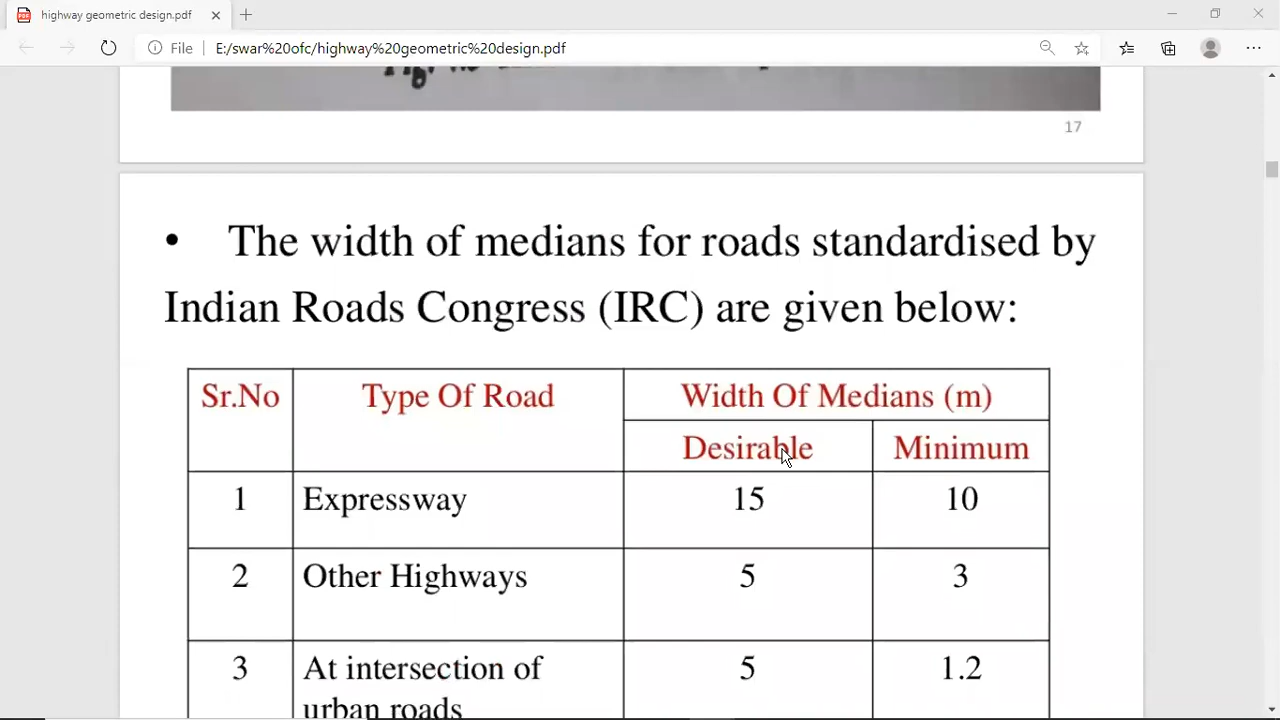 highway geometric design.pdf
File E:/swar%20ofc/highway%20geometric%20design.pdf
17
• The width of medians for roads standardised by
Indian Roads Congress (IRC) are given below:
Sr.No Type Of Road Width Of Medians (m)
Desirable Minimum
1 Expressway 15 10
2 Other Highways 5 3
3 At intersection of 5 1.2
urban roads